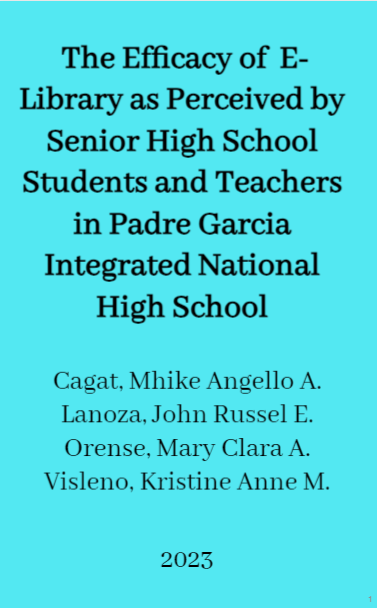 The Efficacy of E-
Library as Perceived by
Senior High School
Students and Teachers
in Padre Garcia
Integrated National
High School
Cagat, Mhike Angello A.
Lanoza, John Russel E.
Orense, Mary Clara A.
Visleno, Kristine Anne M.
2023
1